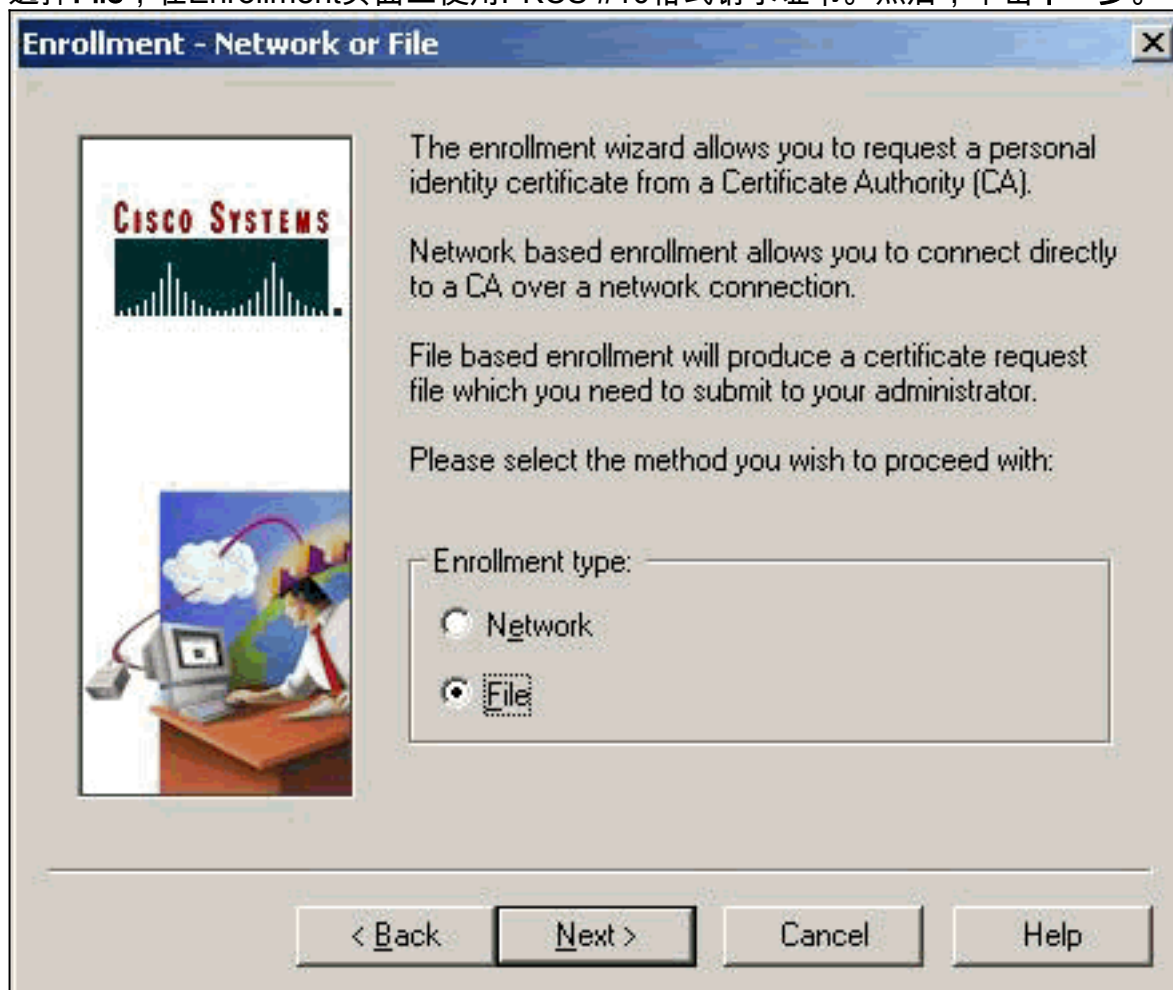 Enrollment - Network or File
The enrollment wizard allows you to request a personal
identity certificate from a Certificate Authority (CA).
CISCO SYSTEMS
Network based enrollment allows you to connect directly
to a CA over a network connection.
File based enrollment will produce a certificate request
file which you need to submit to your administrator.
Please select the method you wish to proceed with:
Enrollment type:
Network
File
< Back
Next >
Cancel
Help